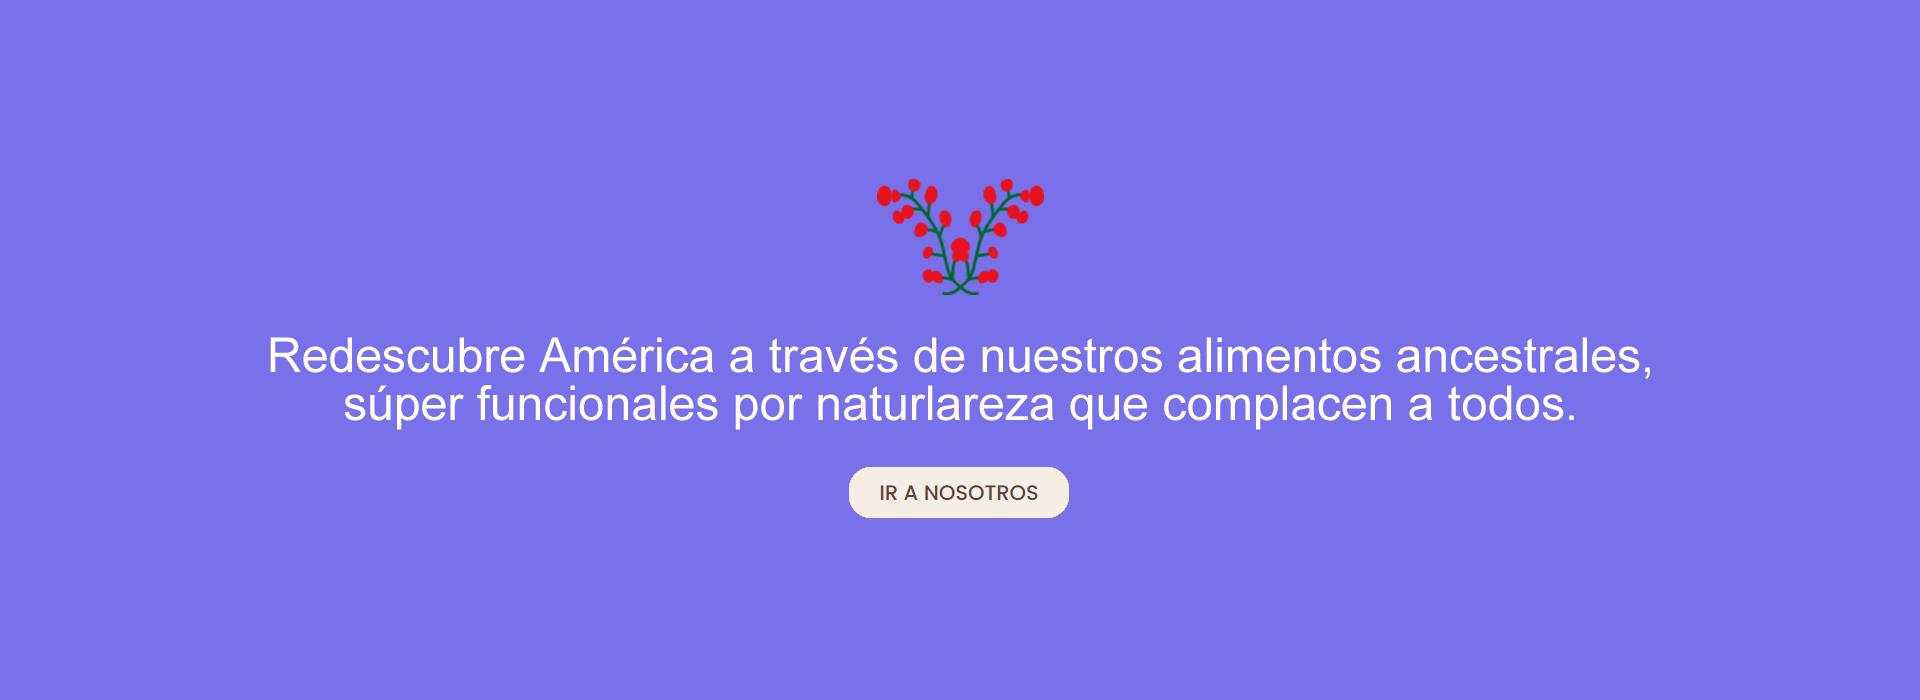 Redescubre América a través de nuestros alimentos ancestrales,
súper funcionales por naturlareza que complacen a todos.
IR A NOSOTROS